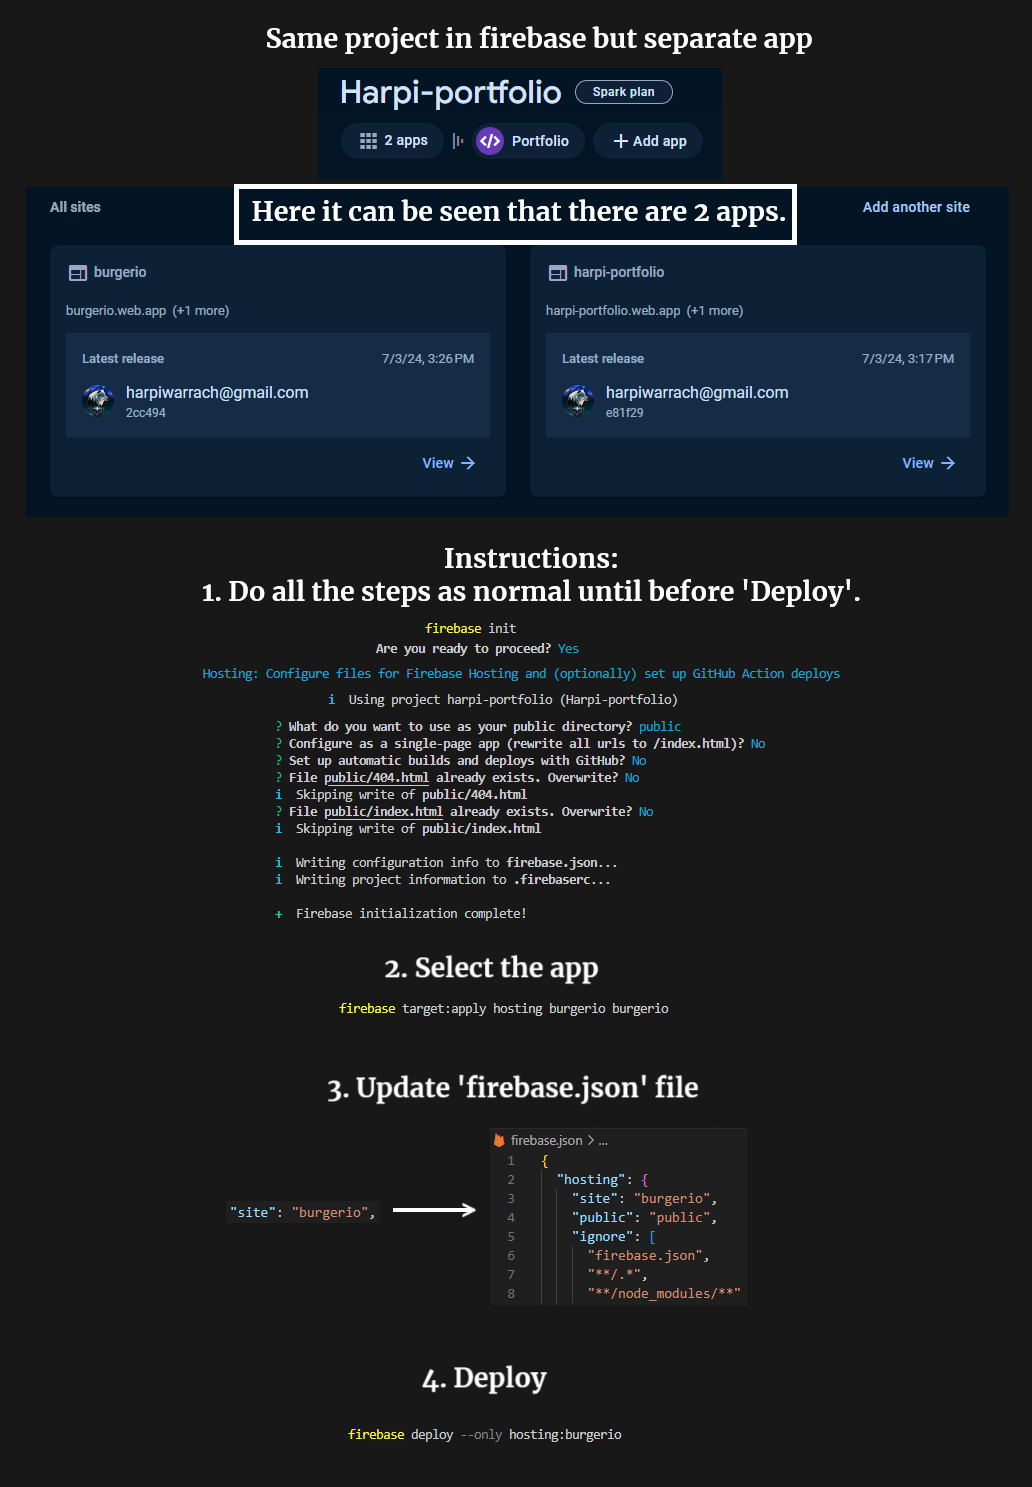 Same project in firebase but separate app
Harpi-portfolio Spark plan
2 apps Portfolio + Add app
All sites Here it can be seen that there are 2 apps. Add another site
burgerio harpi-portfolio
burgerio.web.app (+1 more) harpi-portfolio.web.app (+1 more)
Latest release 7/3/24, 3:26 PM Latest release 7/3/24, 3:17 PM
harpiwarrach@gmail.com harpiwarrach@gmail.com
2cc494 e81f29
View → View →
Instructions:
1. Do all the steps as normal until before 'Deploy'.
firebase init
Are you ready to proceed? Yes
Hosting: Configure files for Firebase Hosting and (optionally) set up GitHub Action deploys
i Using project harpi-portfolio (Harpi-portfolio)
? What do you want to use as your public directory? public
? Configure as a single-page app (rewrite all urls to /index.html)? No
? Set up automatic builds and deploys with GitHub? No
? File public/404.html already exists. Overwrite? No
i Skipping write of public/404.html
? File public/index.html already exists. Overwrite? No
i Skipping write of public/index.html
i Writing configuration info to firebase.json...
i Writing project information to .firebaserc...
+ Firebase initialization complete!
2. Select the app
firebase target:apply hosting burgerio burgerio
3. Update 'firebase.json' file
"site": "burgerio",
firebase.json > ...
1 {
2 "hosting": {
3 "site": "burgerio",
4 "public": "public",
5 "ignore": [
6 "firebase.json",
7 "**/.*",
8 "**/node_modules/**"
4. Deploy
firebase deploy --only hosting:burgerio